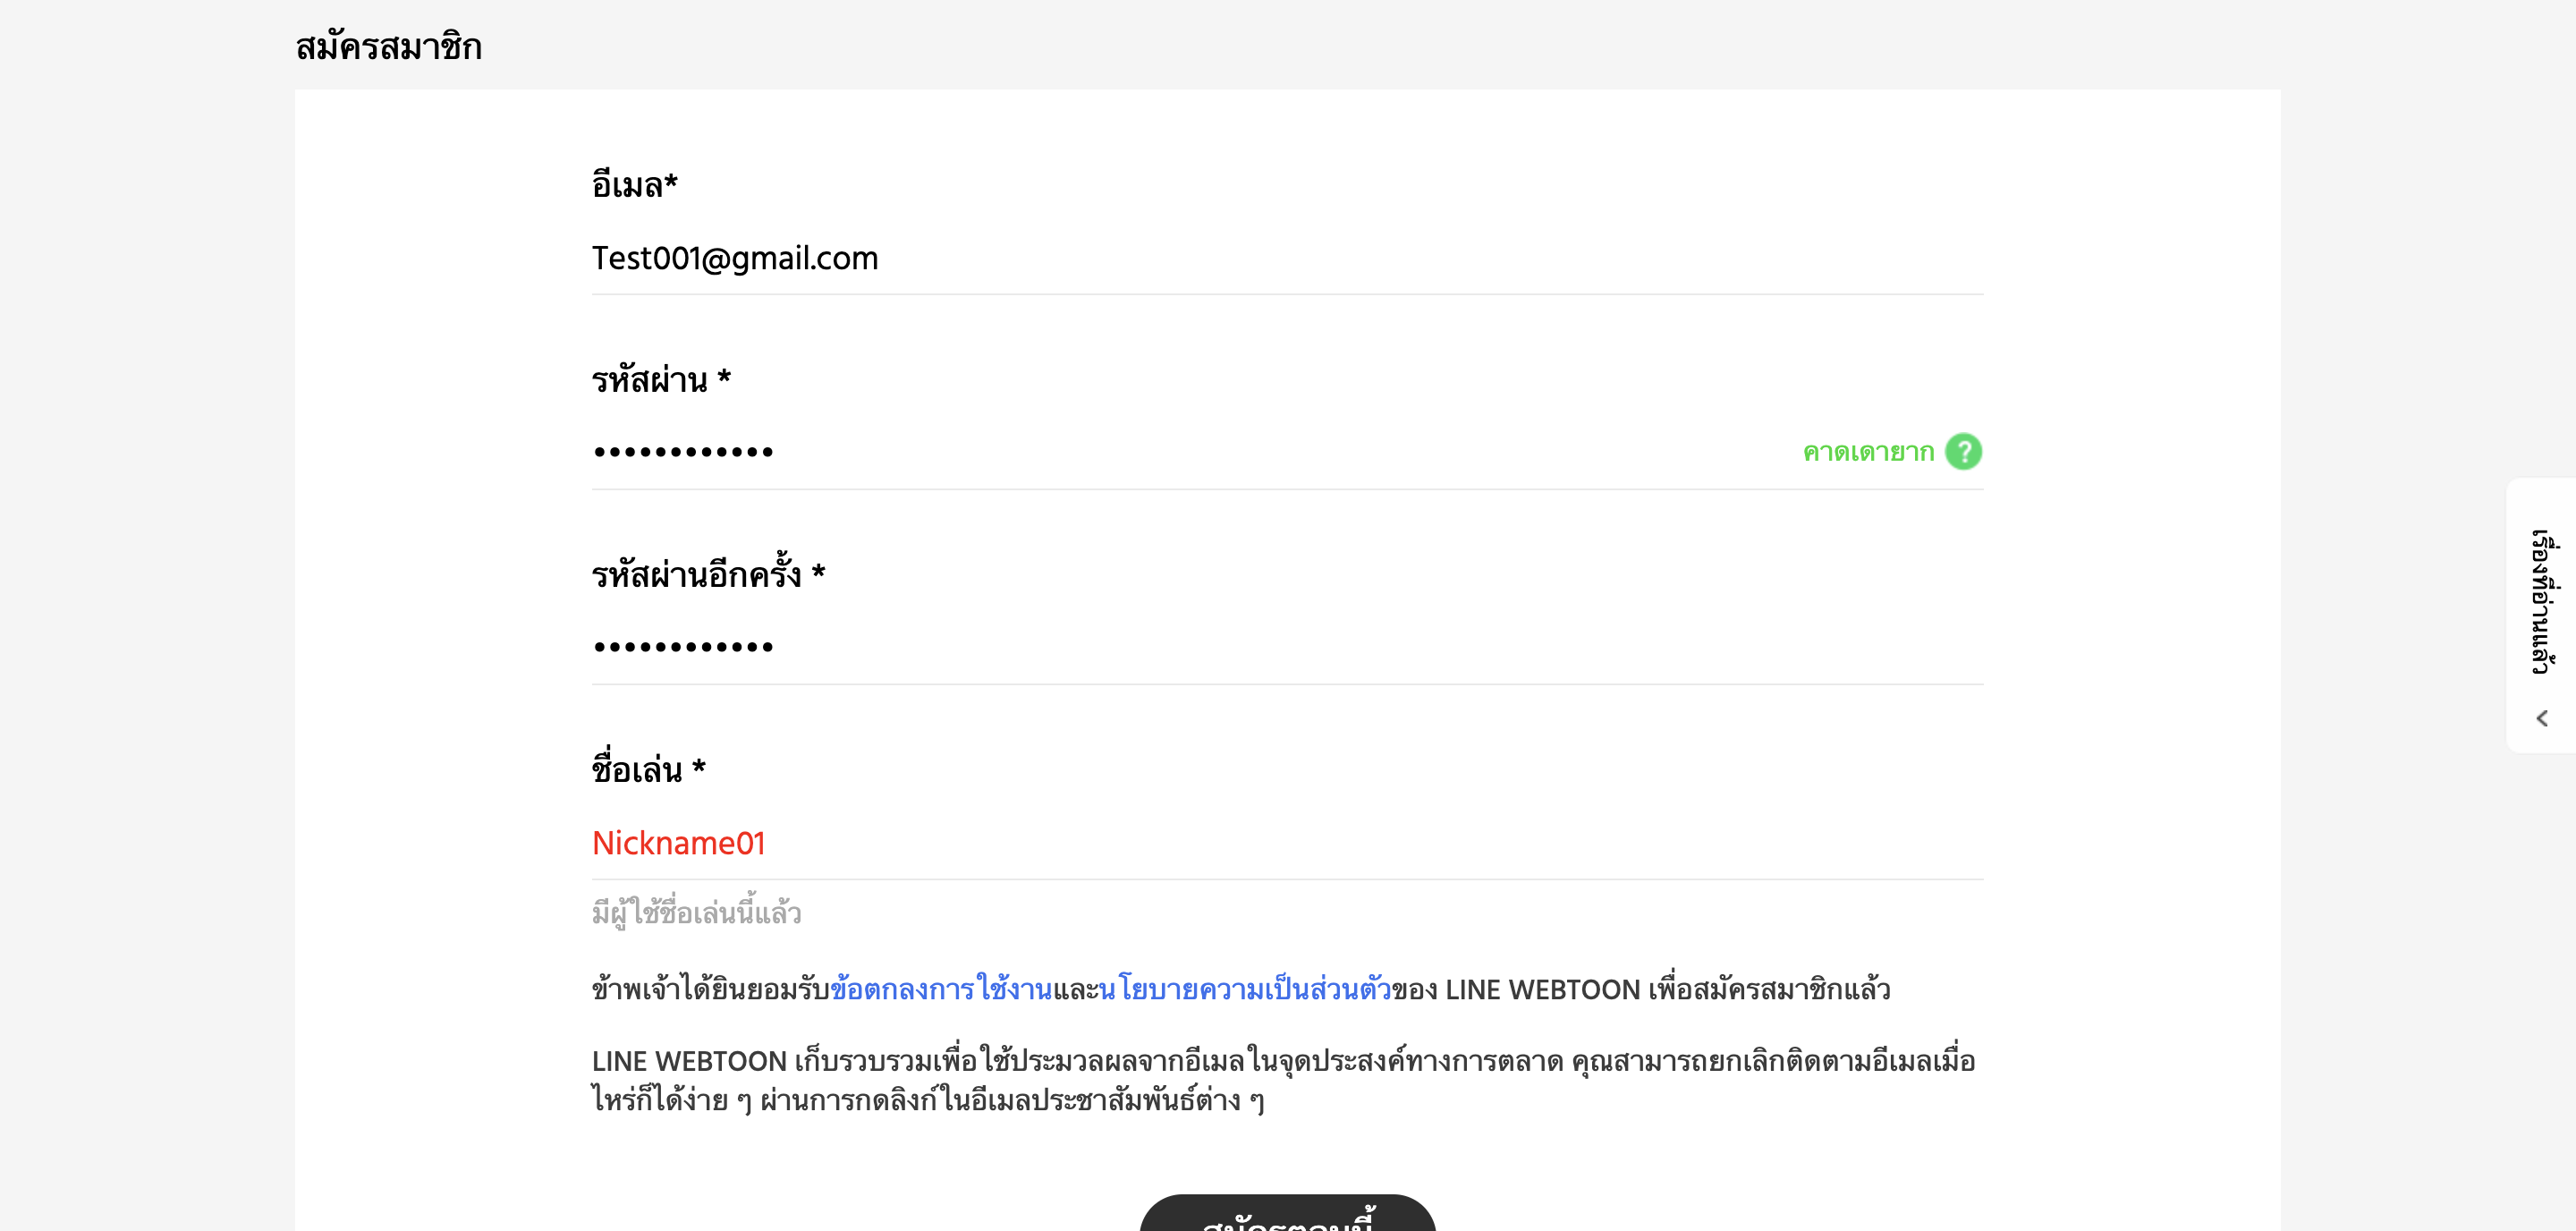 สมัครสมาชิก
อีเมล*
Test001@gmail.com
รหัสผ่าน *
••••••••••••
คาดเดายาก ?
รหัสผ่านอีกครั้ง *
••••••••••••
ชื่อเล่น *
Nickname01
มีผู้ใช้ชื่อเล่นนี้แล้ว
ข้าพเจ้าได้ยินยอมรับข้อตกลงการใช้งานและนโยบายความเป็นส่วนตัวของ LINE WEBTOON เพื่อสมัครสมาชิกแล้ว
LINE WEBTOON เก็บรวบรวมเพื่อใช้ประมวลผลจากอีเมลในจุดประสงค์ทางการตลาด คุณสามารถยกเลิกติดตามอีเมลเมื่อ
ไหร่ก็ได้ง่าย ๆ ผ่านการกดลิงก์ในอีเมลประชาสัมพันธ์ต่าง ๆ
สมัครตอนนี้
เรื่องที่อ่านแล้ว